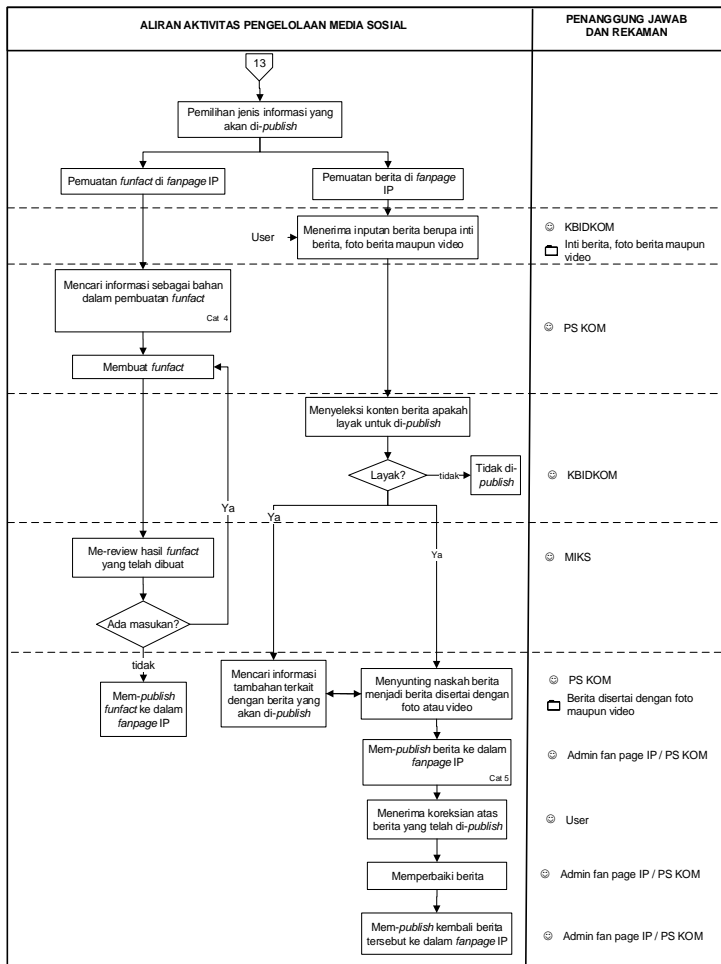 ALIRAN AKTIVITAS PENGELOLAAN MEDIA SOSIAL
PENANGGUNG JAWAB
DAN REKAMAN
13
Pemilihan jenis informasi yang
akan di-publish
Pemuatan funfact di fanpage IP
Pemuatan berita di fanpage
IP
User
Menerima inputan berita berupa inti
berita, foto berita maupun video
KBIDKOM
Inti berita, foto berita maupun
video
Mencari informasi sebagai bahan
dalam pembuatan funfact
Cat 4
PS KOM
Membuat funfact
Menyeleksi konten berita apakah
layak untuk di-publish
Layak?
tidak
Tidak di-
publish
KBIDKOM
Ya
Ya
Ya
Me-review hasil funfact
yang telah dibuat
MIKS
Ada masukan?
tidak
Mem-publish
funfact ke dalam
fanpage IP
Mencari informasi
tambahan terkait
dengan berita yang
akan di-publish
Menyunting naskah berita
menjadi berita disertai dengan
foto atau video
PS KOM
Berita disertai dengan foto
maupun video
Mem-publish berita ke dalam
fanpage IP
Cat 5
Admin fan page IP / PS KOM
Menerima koreksian atas
berita yang telah di-publish
User
Memperbaiki berita
Admin fan page IP / PS KOM
Mem-publish kembali berita
tersebut ke dalam fanpage IP
Admin fan page IP / PS KOM